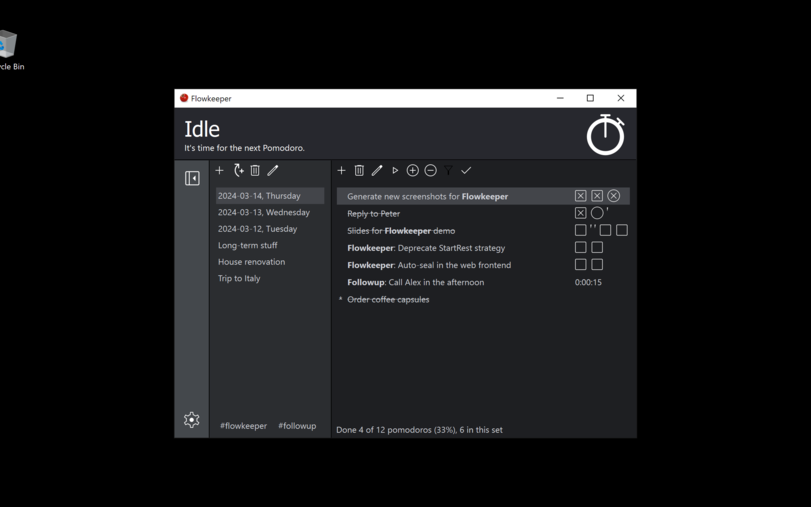 cle Bin
Flowkeeper
Idle
It's time for the next Pomodoro.
2024-03-14, Thursday
2024-03-13, Wednesday
2024-03-12, Tuesday
Long-term stuff
House renovation
Trip to Italy
#flowkeeper #followup
Generate new screenshots for Flowkeeper
Reply to Peter
Slides for Flowkeeper demo
Flowkeeper: Deprecate StartRest strategy
Flowkeeper: Auto-seal in the web frontend
Followup: Call Alex in the afternoon 0:00:15
* Order coffee capsules
Done 4 of 12 pomodoros (33%), 6 in this set